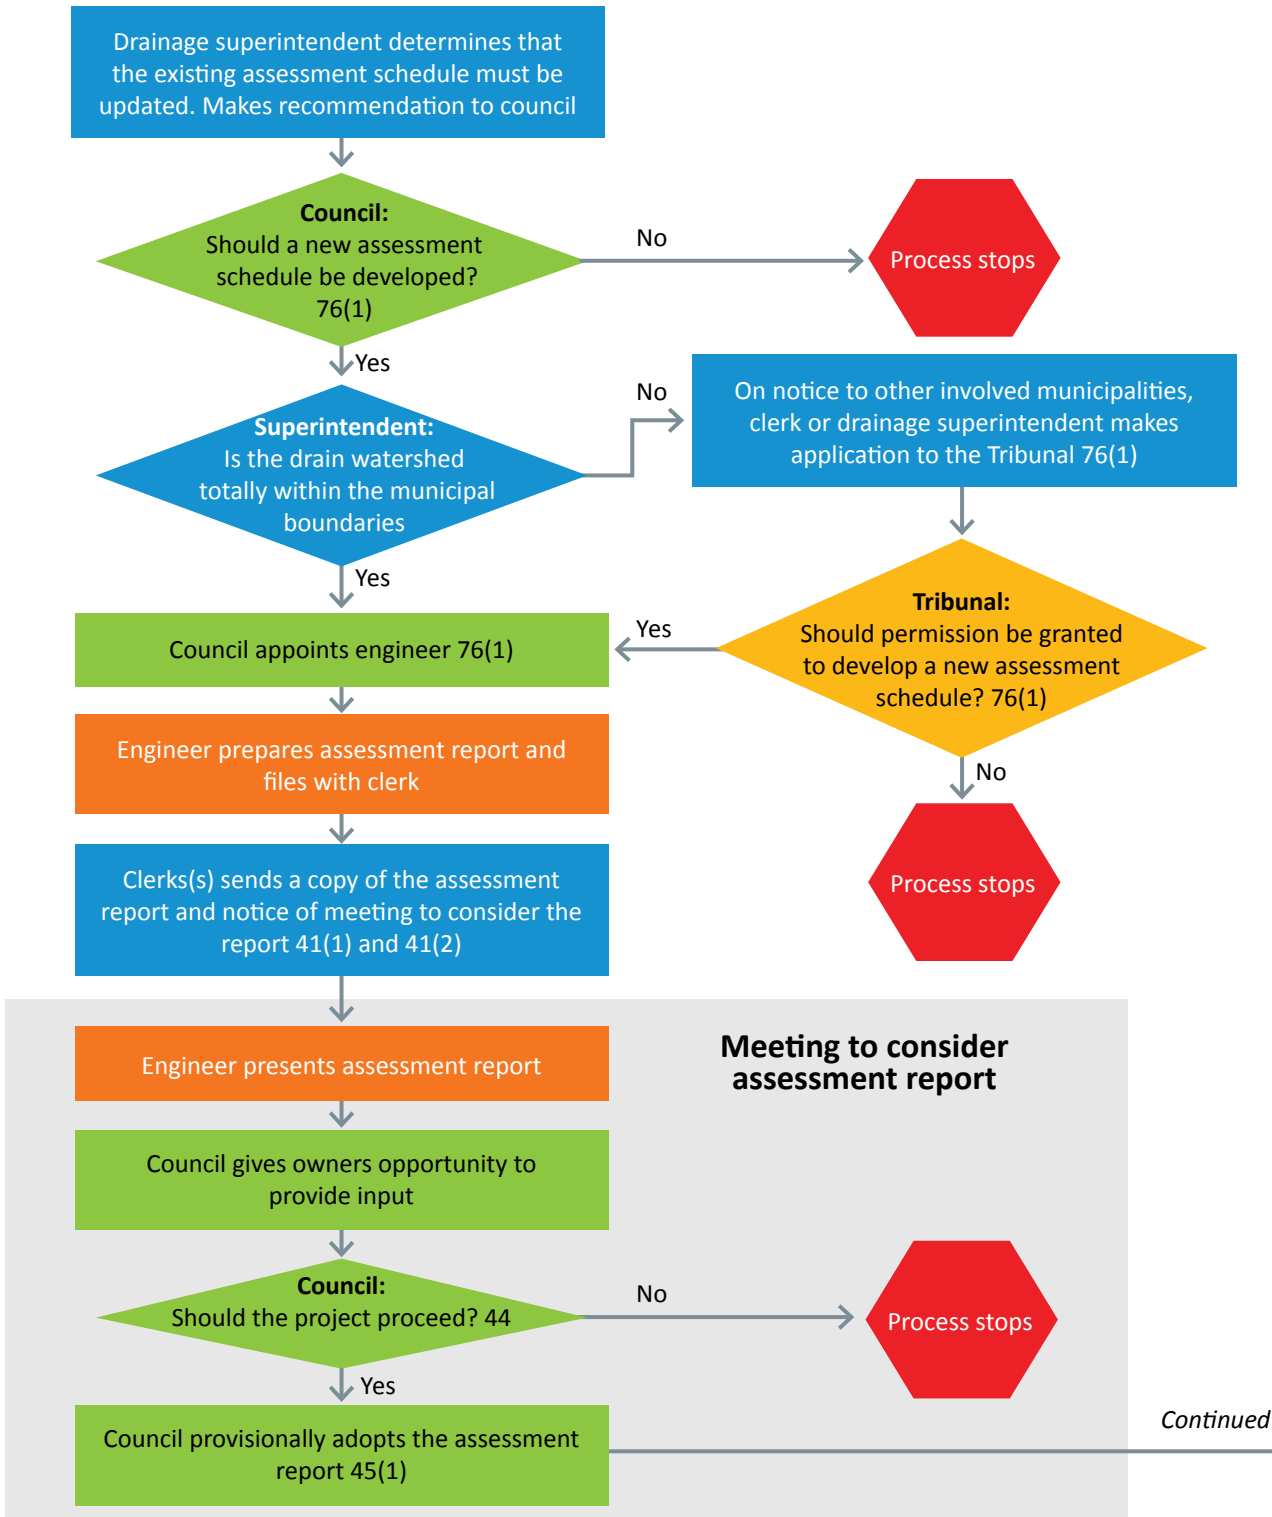 Drainage superintendent determines that
the existing assessment schedule must be
updated. Makes recommendation to council
Council:
Should a new assessment
schedule be developed?
76(1)
No
Process stops
Yes
Superintendent:
Is the drain watershed
totally within the municipal
boundaries
No
On notice to other involved municipalities,
clerk or drainage superintendent makes
application to the Tribunal 76(1)
Yes
Tribunal:
Should permission be granted
to develop a new assessment
schedule? 76(1)
Yes
Council appoints engineer 76(1)
No
Process stops
Engineer prepares assessment report and
files with clerk
Clerks(s) sends a copy of the assessment
report and notice of meeting to consider the
report 41(1) and 41(2)
Meeting to consider
assessment report
Engineer presents assessment report
Council gives owners opportunity to
provide input
Council:
Should the project proceed? 44
No
Process stops
Yes
Council provisionally adopts the assessment
report 45(1)
Continued